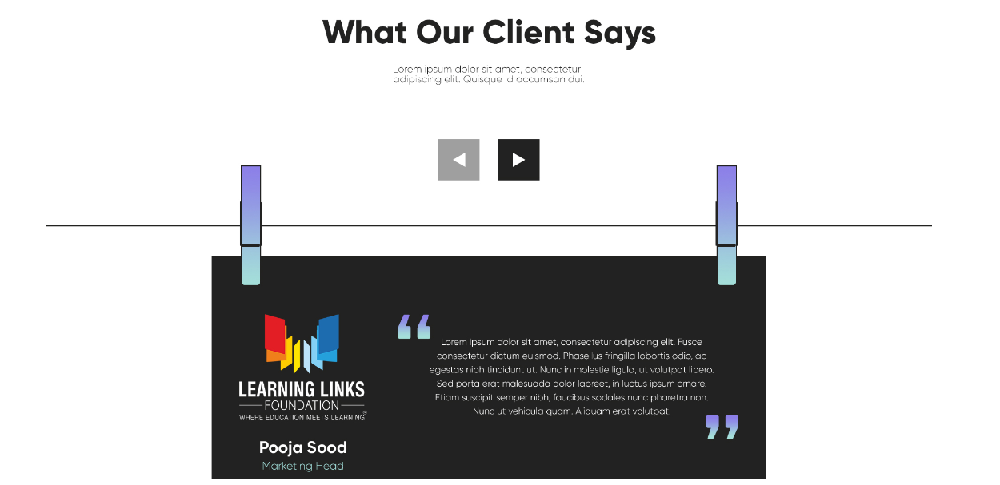 What Our Client Says
Lorem ipsum dolor sit amet, consectetur
adipiscing elit. Quisque id accumsan dui.
LEARNING LINKS
FOUNDATION
WHERE EDUCATION MEETS LEARNING
Pooja Sood
Marketing Head
“
Lorem ipsum dolor sit amet, consectetur adipiscing elit. Fusce
consectetur dictum euismod. Phasellus fringilla lobortis odio, ac
egestas nibh tincidunt ut. Nunc in molestie ligula, ut volutpat libero.
Sed porta erat malesuada dolor laoreet, in luctus ipsum ornare.
Etiam suscipit semper nibh, faucibus sodales nunc pharetra non.
Nunc ut vehicula quam. Aliquam erat volutpat.
”